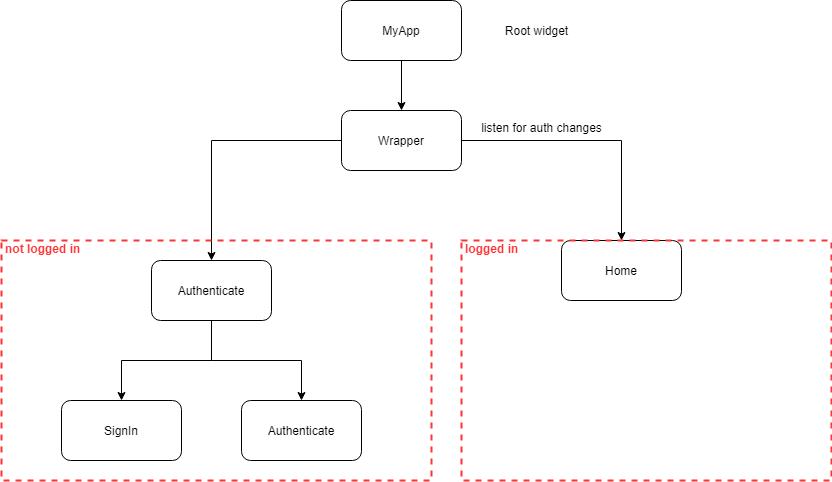 MyApp
Root widget
Wrapper
listen for auth changes
not logged in
logged in
Authenticate
Home
SignIn
Authenticate